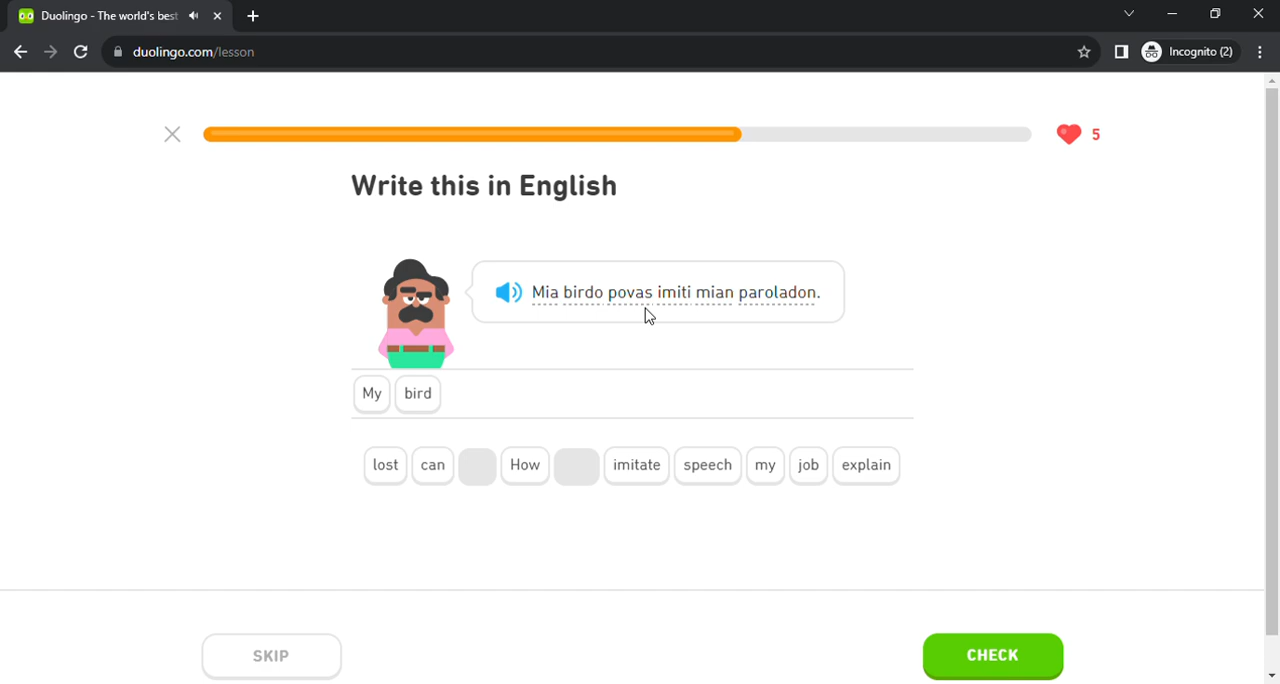 Duolingo - The world's best
duolingo.com/lesson
Incognito (2)
5
Write this in English
Mia birdo povas imiti mian paroladon.
My bird
lost can How imitate speech my job explain
SKIP
CHECK